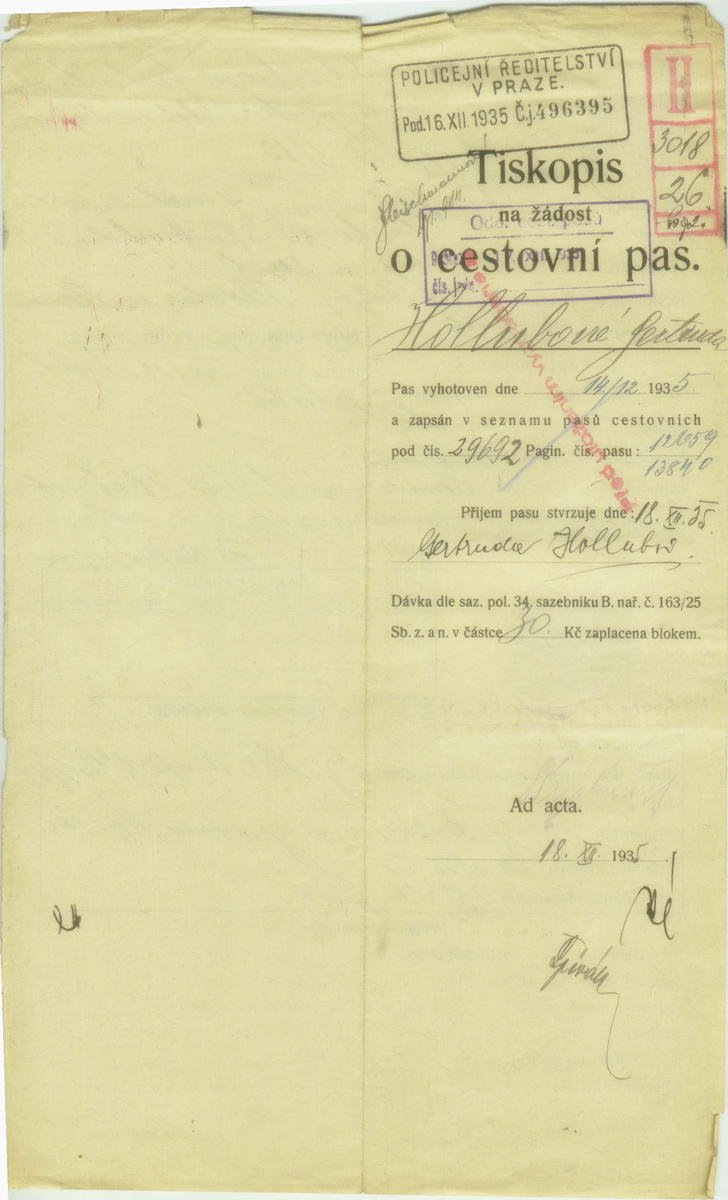 POLICEJNÍ ŘEDITELSTVÍ
V PRAZE.
Pod. 16. XII 1935 Č.j. 496395
H
3018
26
Tiskopis
na žádost
o cestovní pas.
Hollubové Gertruda
Pas vyhotoven dne 14/12 1935
a zapsán v seznamu pasů cestovních
pod čís. 29692 Pagin. čís. pasu: 12659
13840
Příjem pasu stvrzuje dne: 18. XII. 35
Gertruda Hollubová.
Dávka dle saz. pol. 34. sazebníku B. nař. č. 163/25
Sb. z. a n. v částce 30. Kč zaplacena blokem.
Ad acta.
18. XII. 1935.